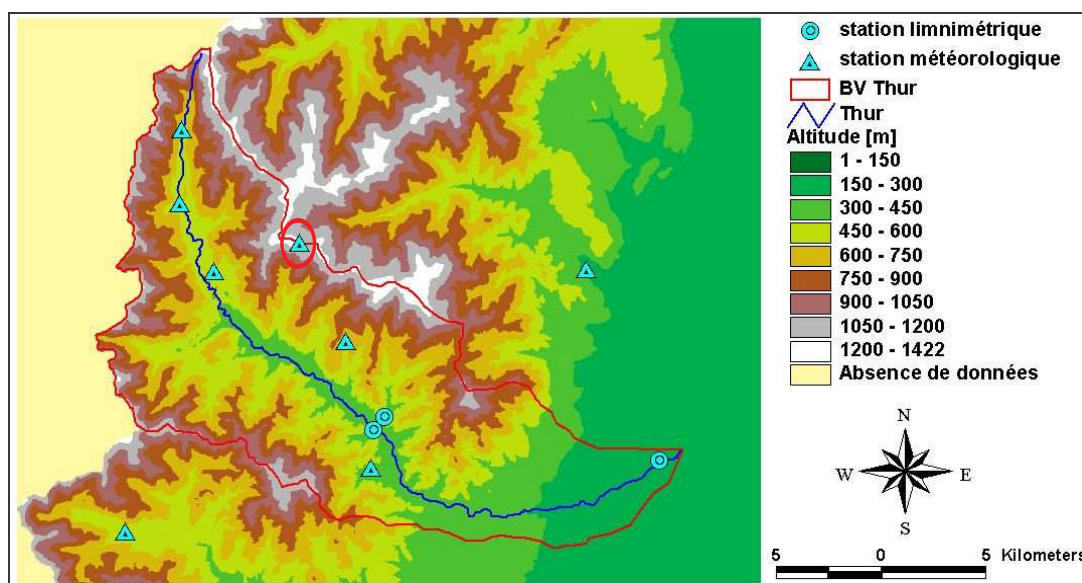 station limnimétrique
station météorologique
BV Thur
Thur
Altitude [m]
1 - 150
150 - 300
300 - 450
450 - 600
600 - 750
750 - 900
900 - 1050
1050 - 1200
1200 - 1422
Absence de données
N
W E
S
5 0 5 Kilometers